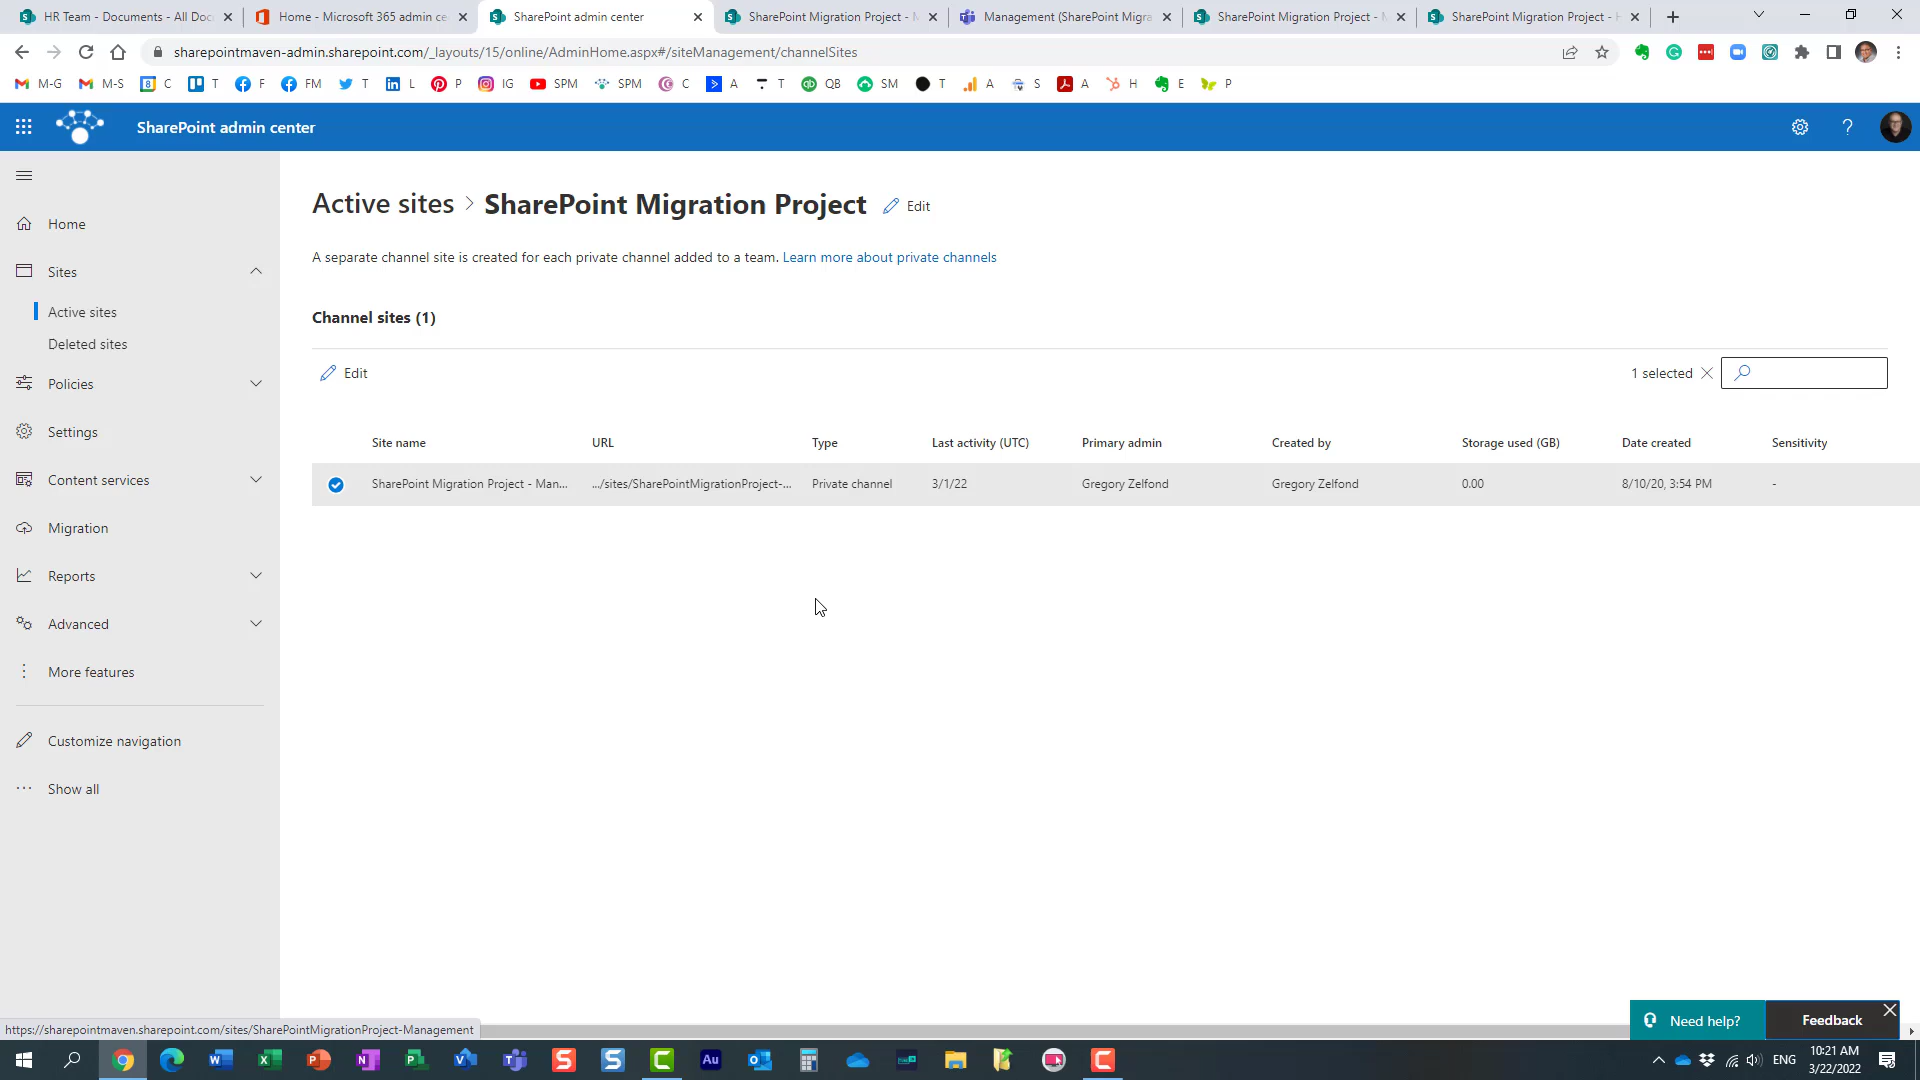 HR Team - Documents - All Doc
Home - Microsoft 365 admin ce
SharePoint admin center
SharePoint Migration Project - M
Management (SharePoint Migra
SharePoint Migration Project - M
SharePoint Migration Project - H
sharepointmaven-admin.sharepoint.com/_layouts/15/online/AdminHome.aspx#/siteManagement/channelSites
M-G M-S C T F FM T L P IG SPM SPM C A T QB SM T A S A H E P
SharePoint admin center
Home
Sites
Active sites
Deleted sites
Policies
Settings
Content services
Migration
Reports
Advanced
More features
Customize navigation
Show all
Active sites > SharePoint Migration Project Edit
A separate channel site is created for each private channel added to a team. Learn more about private channels
Channel sites (1)
Edit 1 selected
Site name URL Type Last activity (UTC) Primary admin Created by Storage used (GB) Date created Sensitivity
SharePoint Migration Project - Man... .../sites/SharePointMigrationProject-... Private channel 3/1/22 Gregory Zelfond Gregory Zelfond 0.00 8/10/20, 3:54 PM -
Need help? Feedback
https://sharepointmaven.sharepoint.com/sites/SharePointMigrationProject-Management
ENG 10:21 AM
3/22/2022